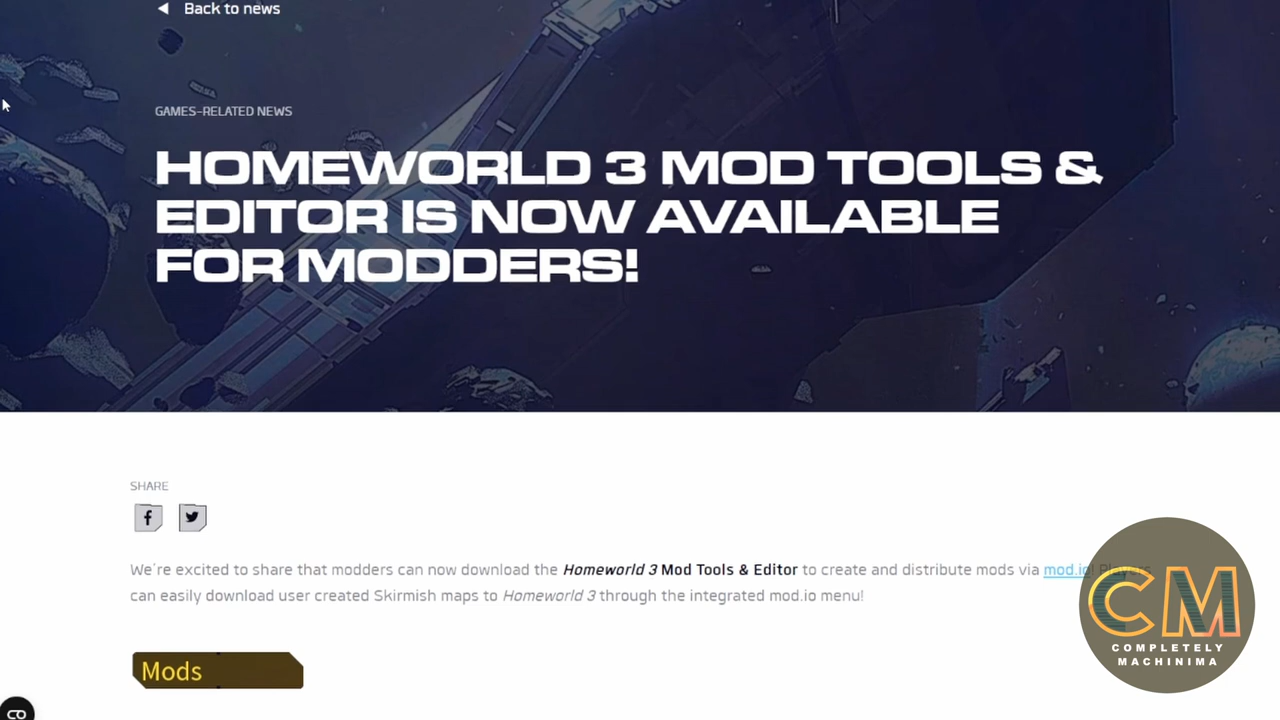 Back to news
GAMES-RELATED NEWS
HOMEWORLD 3 MOD TOOLS &
EDITOR IS NOW AVAILABLE
FOR MODDERS!
SHARE
We're excited to share that modders can now download the Homeworld 3 Mod Tools & Editor to create and distribute mods via mod.io! Players
can easily download user created Skirmish maps to Homeworld 3 through the integrated mod.io menu!
Mods
CM
COMPLETELY
MACHINIMA